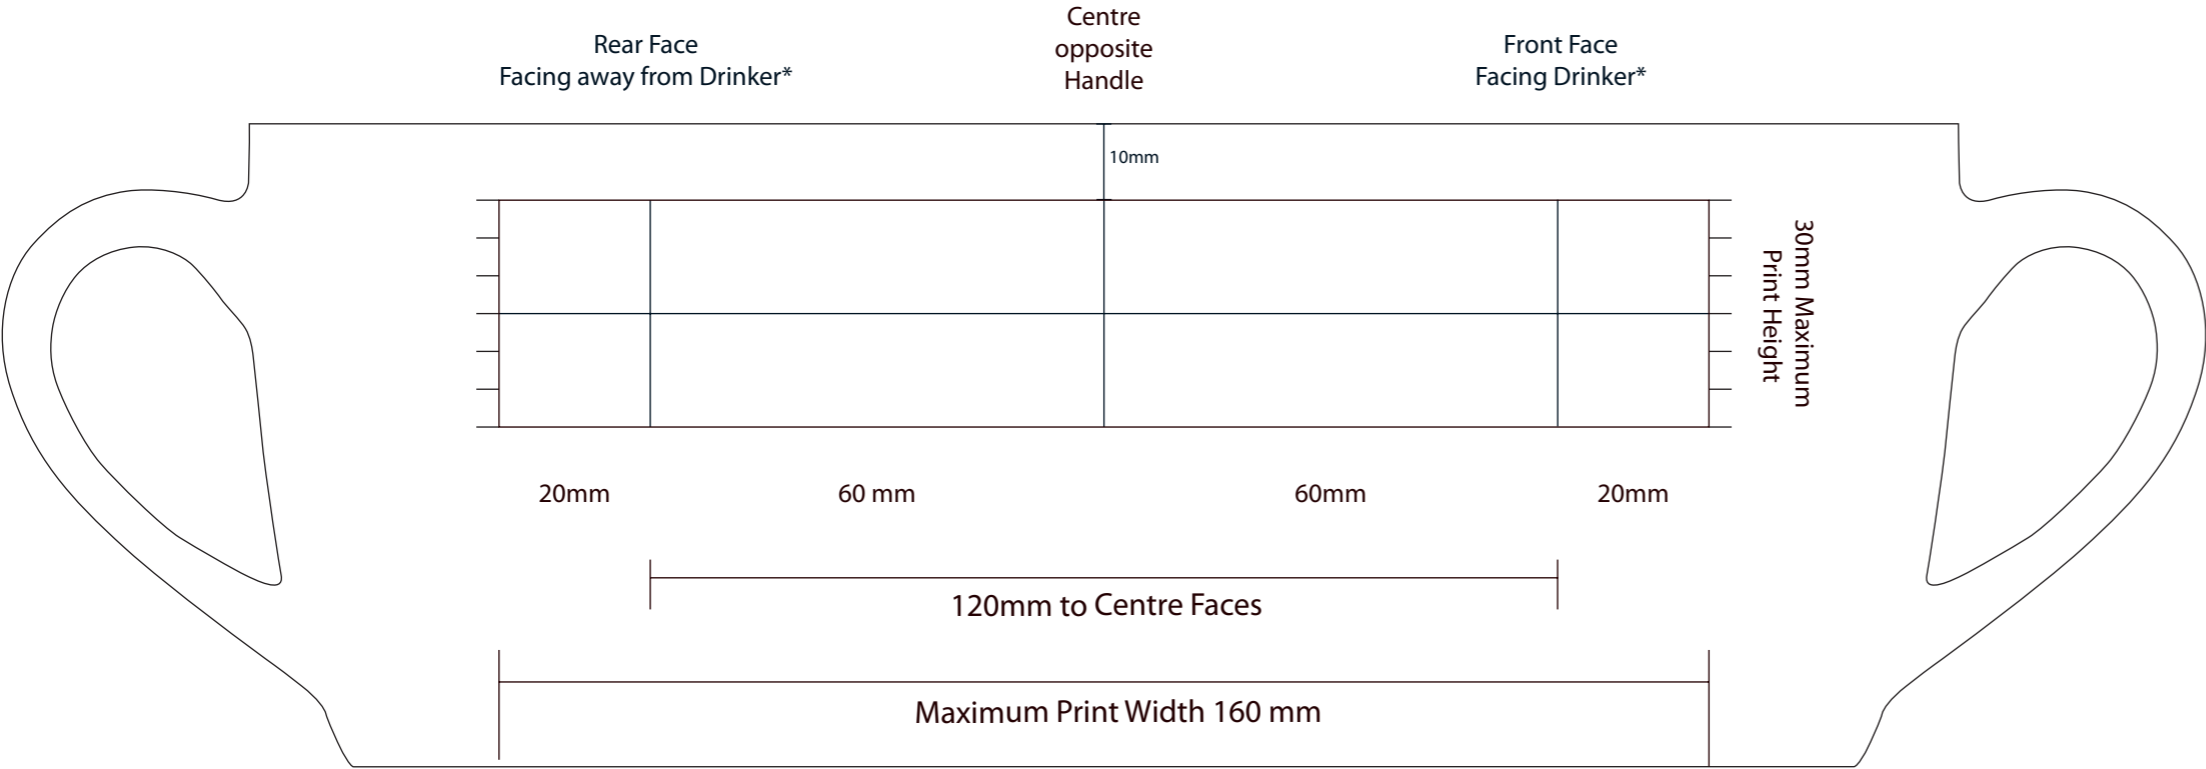 Rear Face
Facing away from Drinker*
Centre
opposite
Handle
Front Face
Facing Drinker*
10mm
30mm Maximum
Print Height
20mm
60 mm
60mm
20mm
120mm to Centre Faces
Maximum Print Width 160 mm